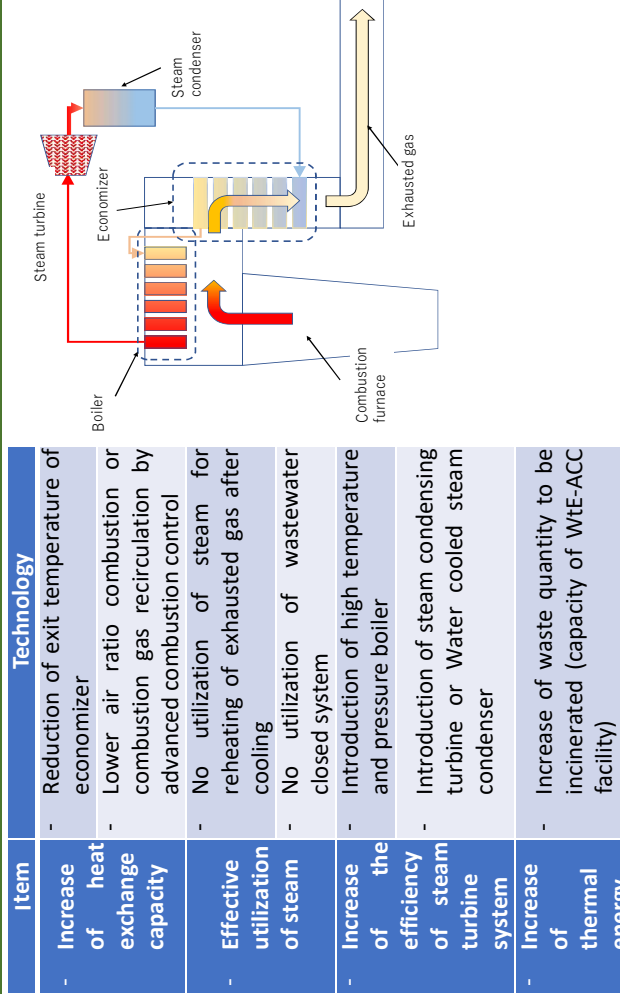 Item
Technology
- Increase
of heat
exchange
capacity
- Reduction of exit temperature of
economizer
- Lower air ratio combustion or
combustion gas recirulation by
advanced combustion control
- Effective
utilization
of steam
- No utilization of steam for
reheating of exhausted gas after
cooling
- No utilization of wastewater
closed system
- Increase
of the
efficiency
of steam
turbine
system
- Introduction of high temperature
and pressure boiler
- Introduction of steam condensing
turbine or Water cooled steam
condenser
- Increase
of
thermal
energy
- Increase of waste quantity to be
incinerated (capacity of WtE-ACC
facility)
Boiler
Steam turbine
Economizer
Steam
condenser
Combustion
furnace
Exhausted gas